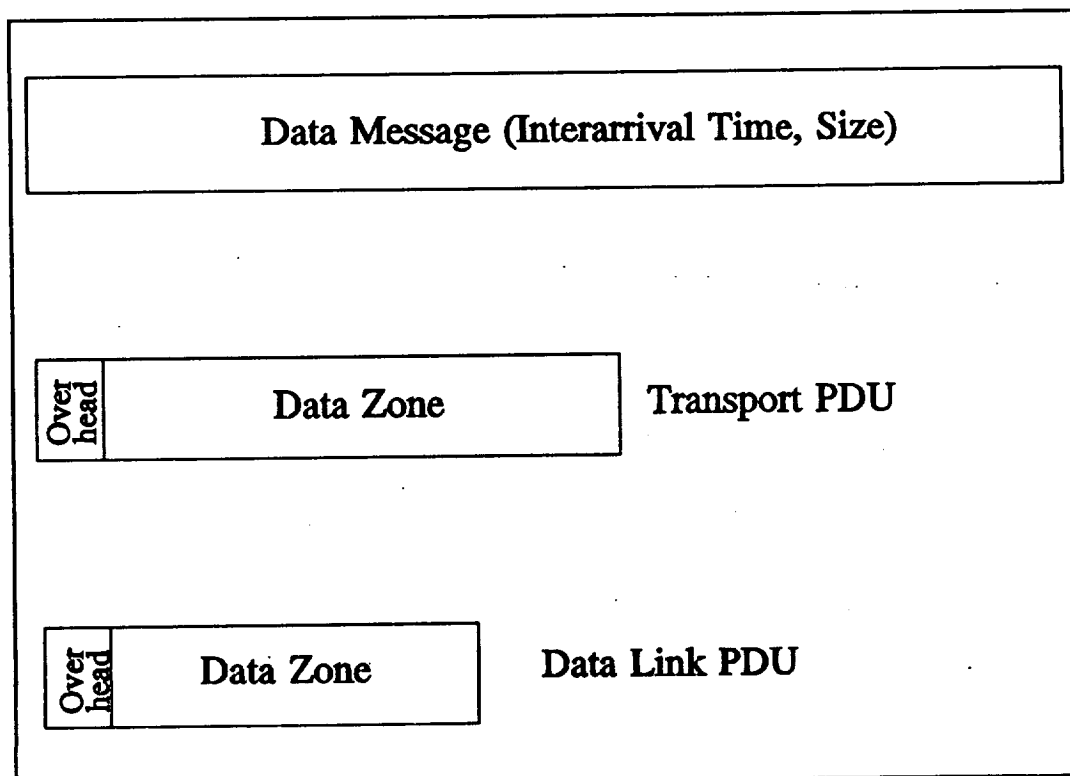 Data Message (Interarrival Time, Size)
Over
head
Data Zone
Transport PDU
Over
head
Data Zone
Data Link PDU